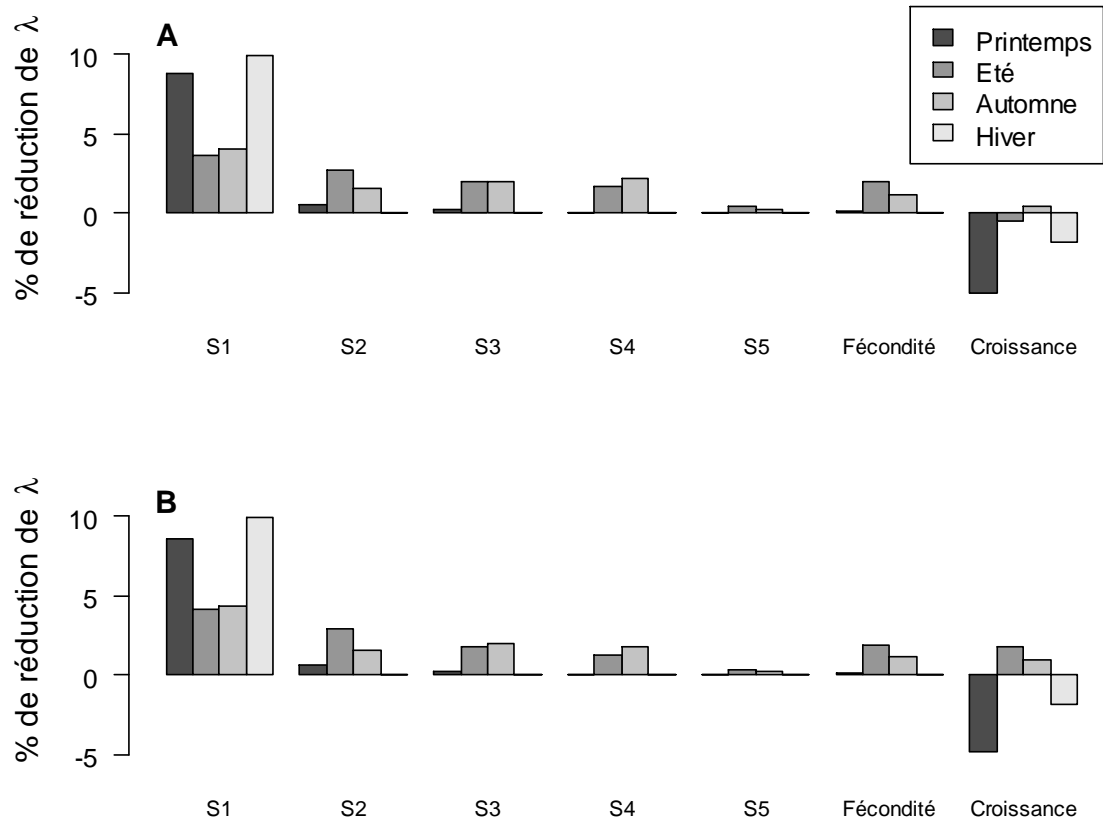 A
Printemps
Eté
Automne
Hiver
% de réduction de λ
10
5
0
-5
S1 S2 S3 S4 S5 Fécondité Croissance
B
% de réduction de λ
10
5
0
-5
S1 S2 S3 S4 S5 Fécondité Croissance